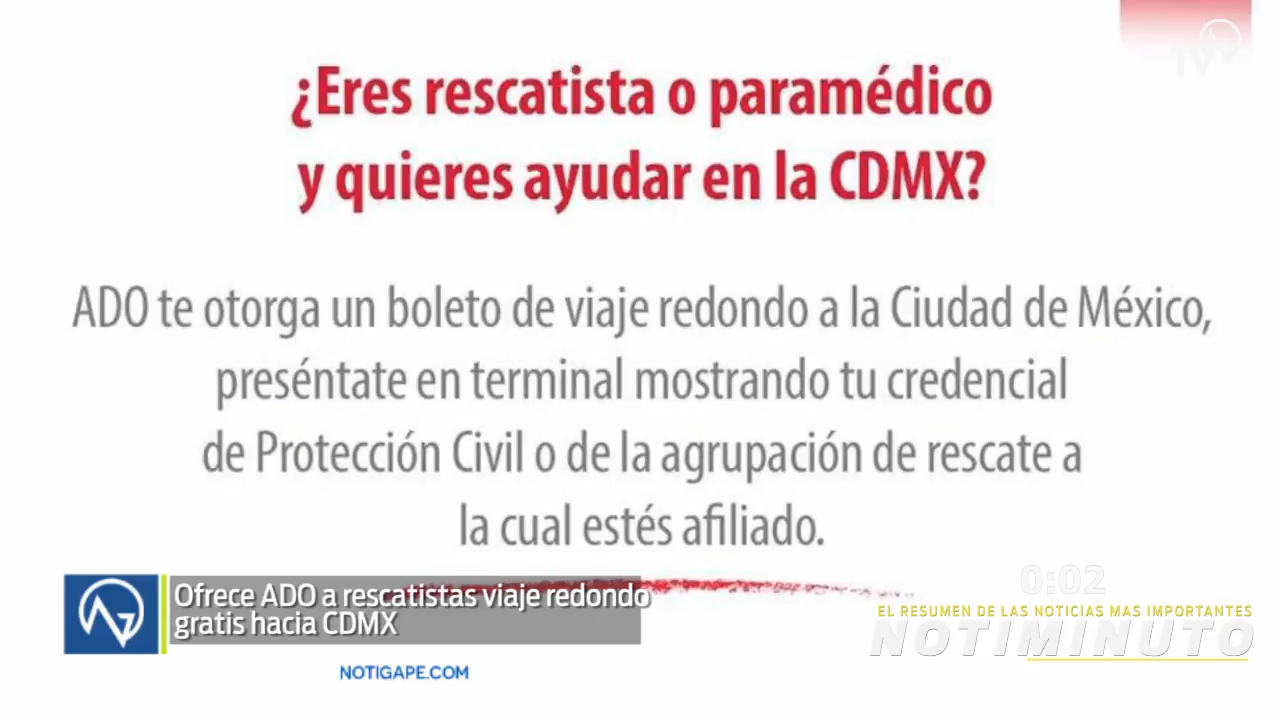 ¿Eres rescatista o paramédico
y quieres ayudar en la CDMX?
ADO te otorga un boleto de viaje redondo a la Ciudad de México,
preséntate en terminal mostrando tu credencial
de Protección Civil o de la agrupación de rescate a
la cual estés afiliado.
Ofrece ADO a rescatistas viaje redondo
gratis hacia CDMX
NOTIGAPE.COM
0:02
EL RESUMEN DE LAS NOTICIAS MAS IMPORTANTES
NOTIMINUTO